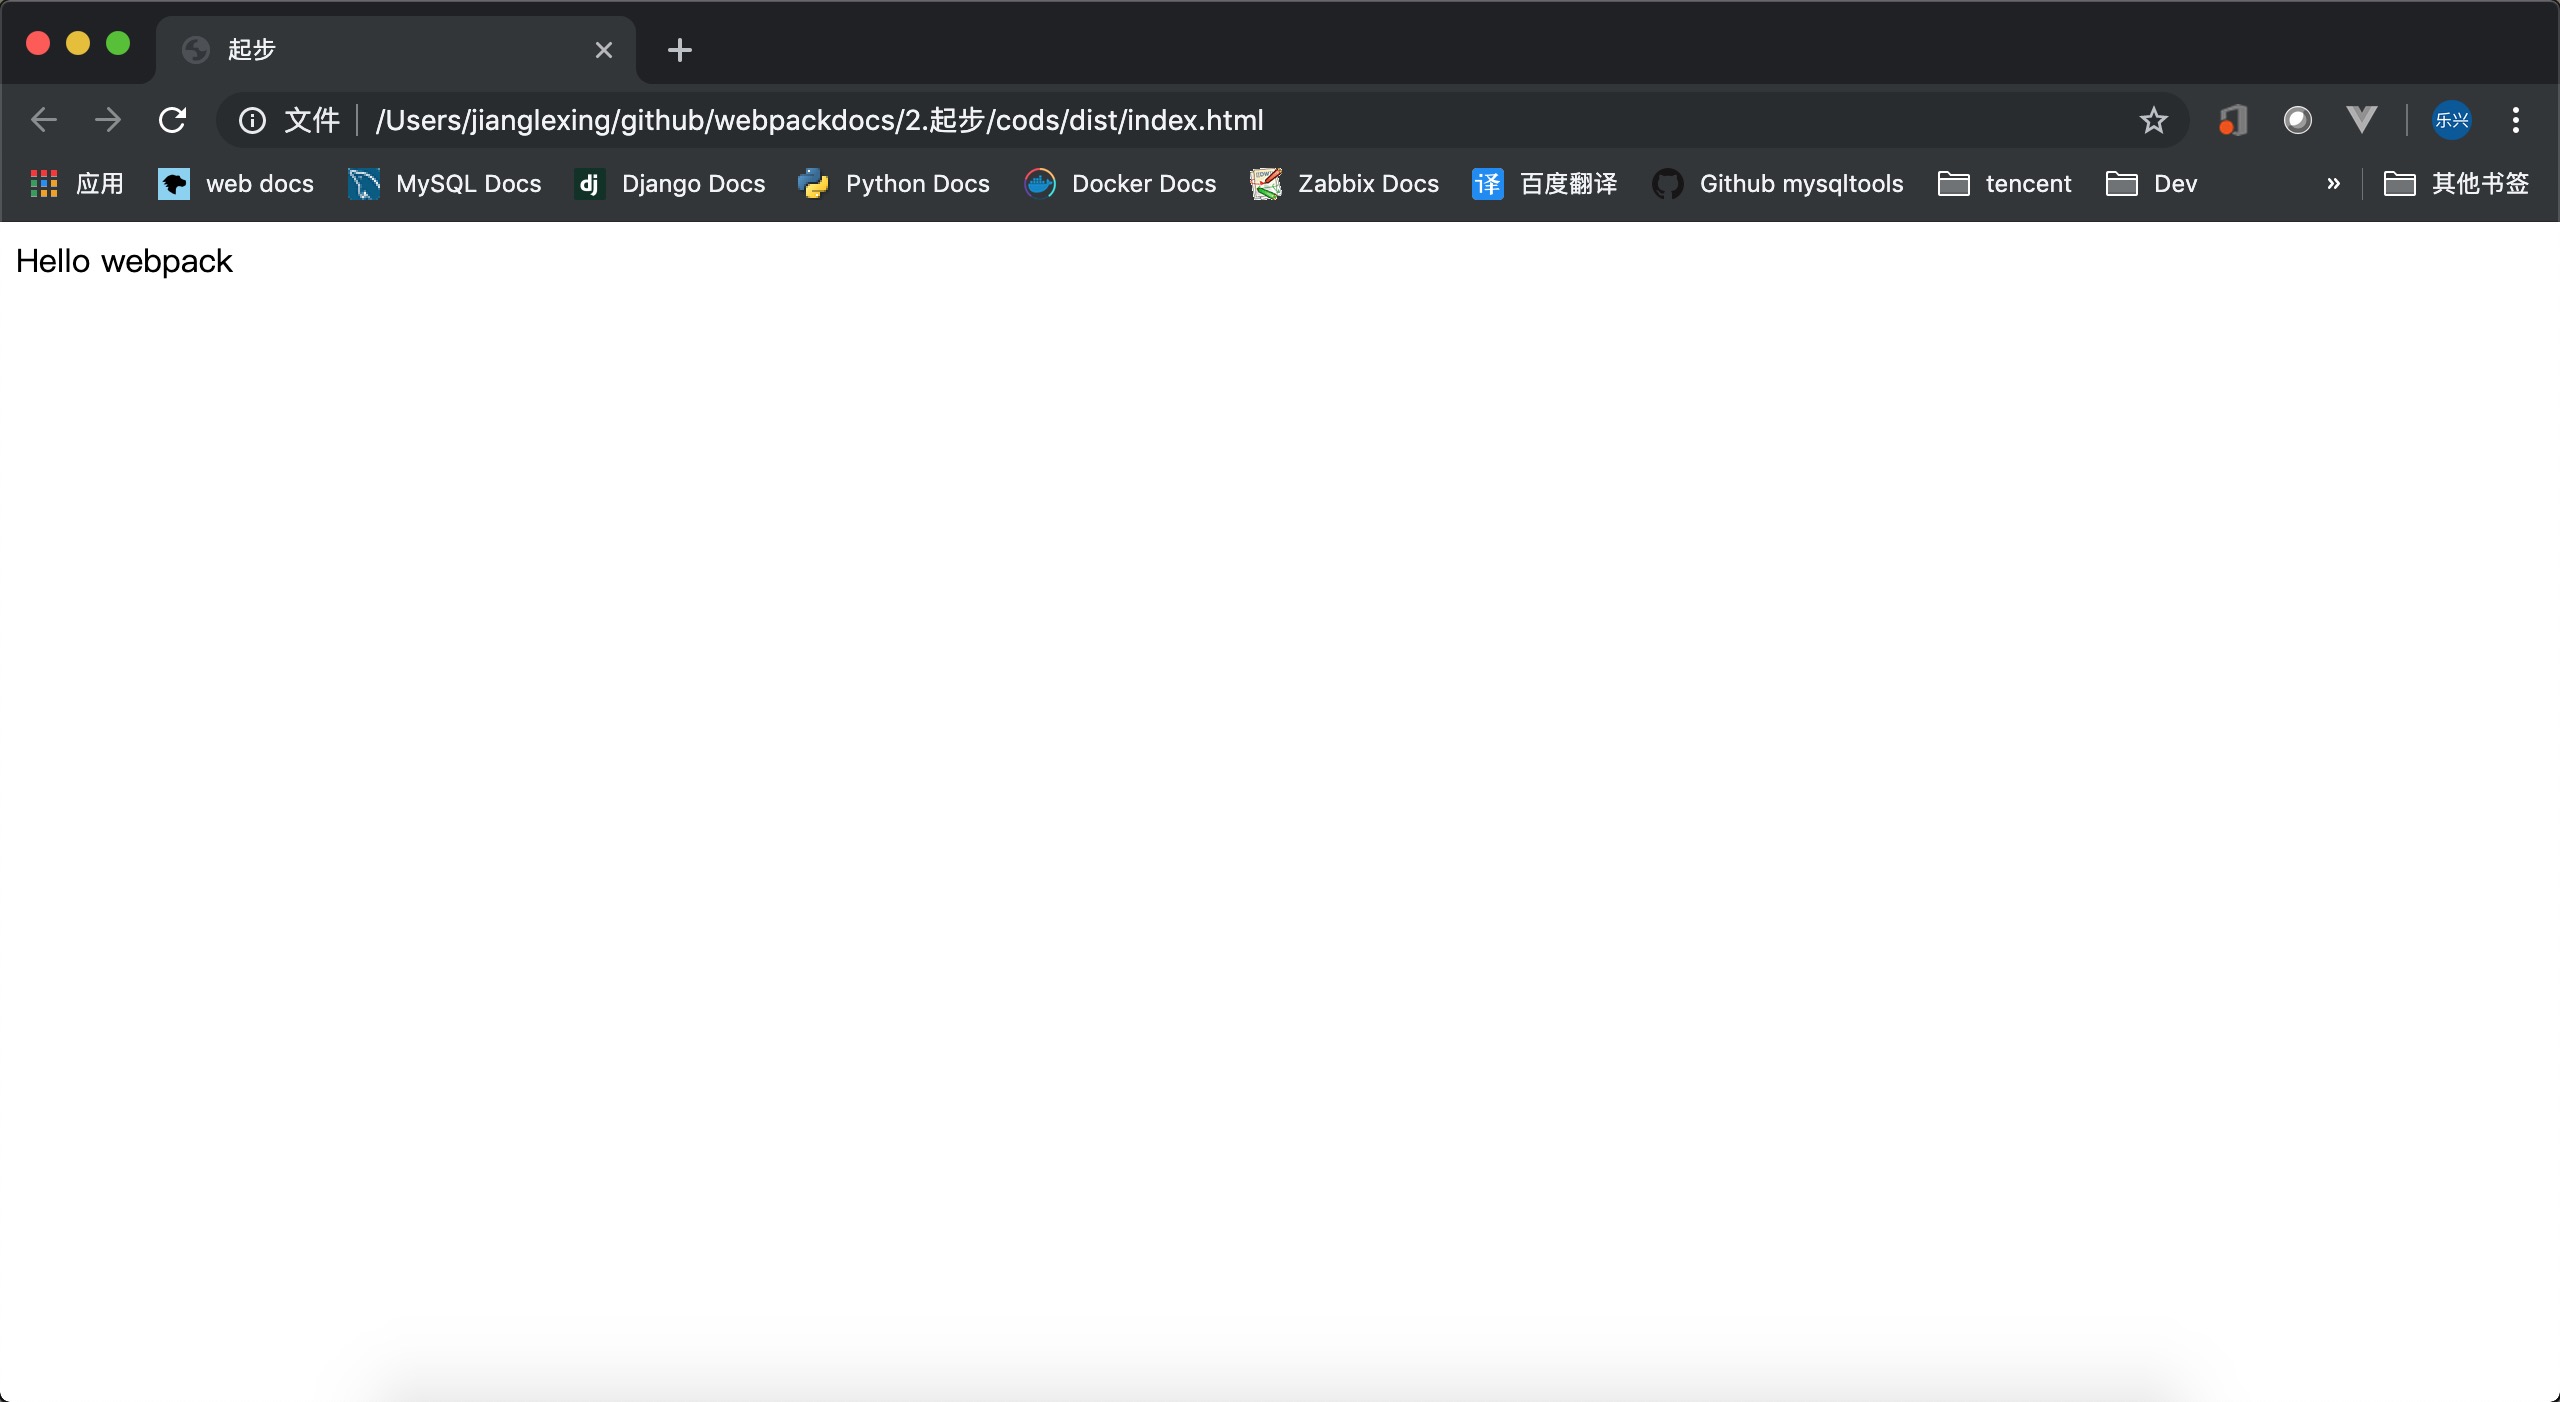 起步
文件 /Users/jianglexing/github/webpackdocs/2.起步/cods/dist/index.html 乐兴
应用 web docs MySQL Docs dj Django Docs Python Docs Docker Docs Zabbix Docs 译 百度翻译 Github mysqltools tencent Dev » 其他书签
Hello webpack